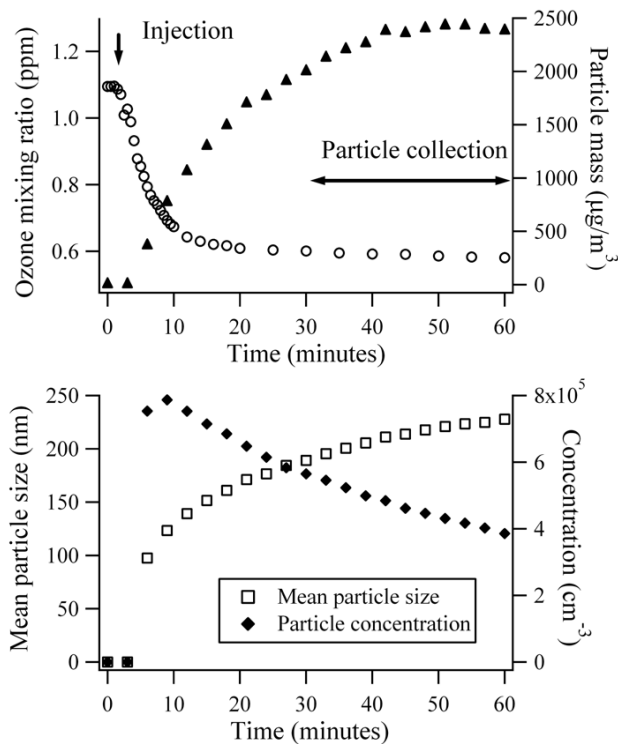 Injection
Particle collection
Ozone mixing ratio (ppm)
1.2
1.0
0.8
0.6
Particle mass (μg/m³)
2500
2000
1500
1000
500
0
0 10 20 30 40 50 60
Time (minutes)
Mean particle size (nm)
250
200
150
100
50
0
Concentration (cm⁻³)
8x10⁵
6
4
2
0
Mean particle size
Particle concentration
0 10 20 30 40 50 60
Time (minutes)